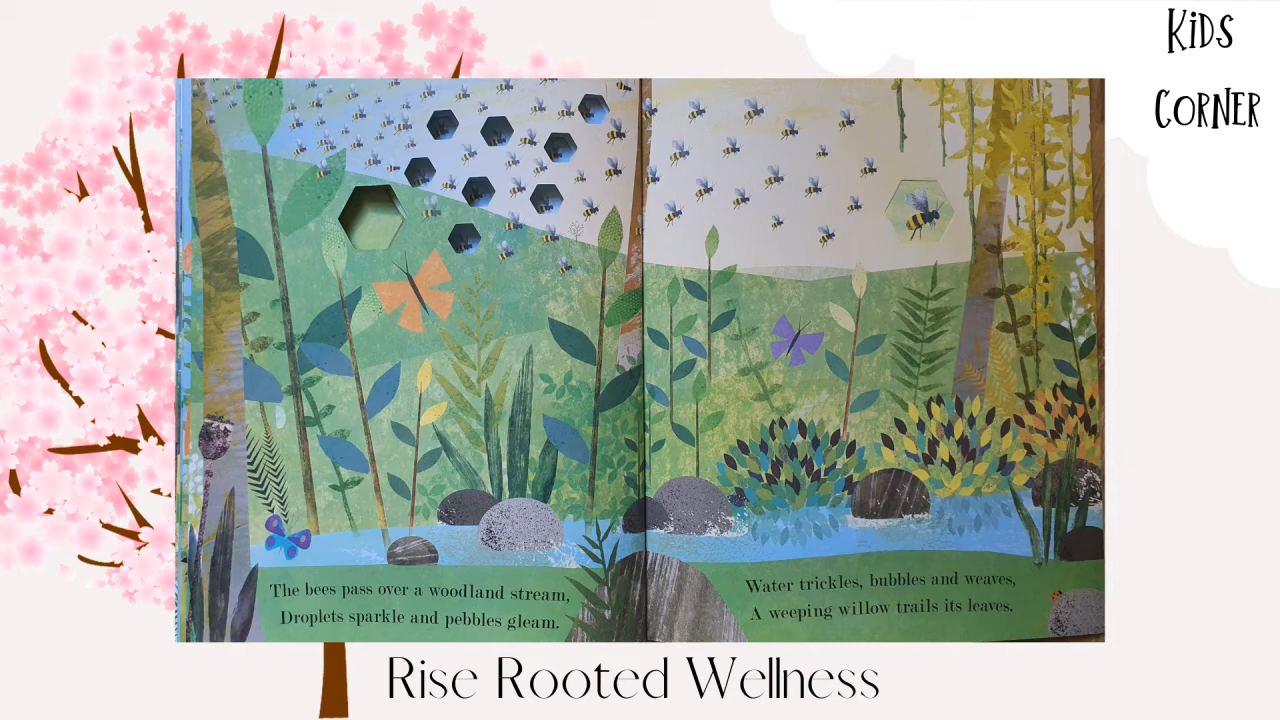 KiDS
CORNER
The bees pass over a woodland stream,
Droplets sparkle and pebbles gleam.
Water trickles, bubbles and weaves,
A weeping willow trails its leaves.
Rise Rooted Wellness